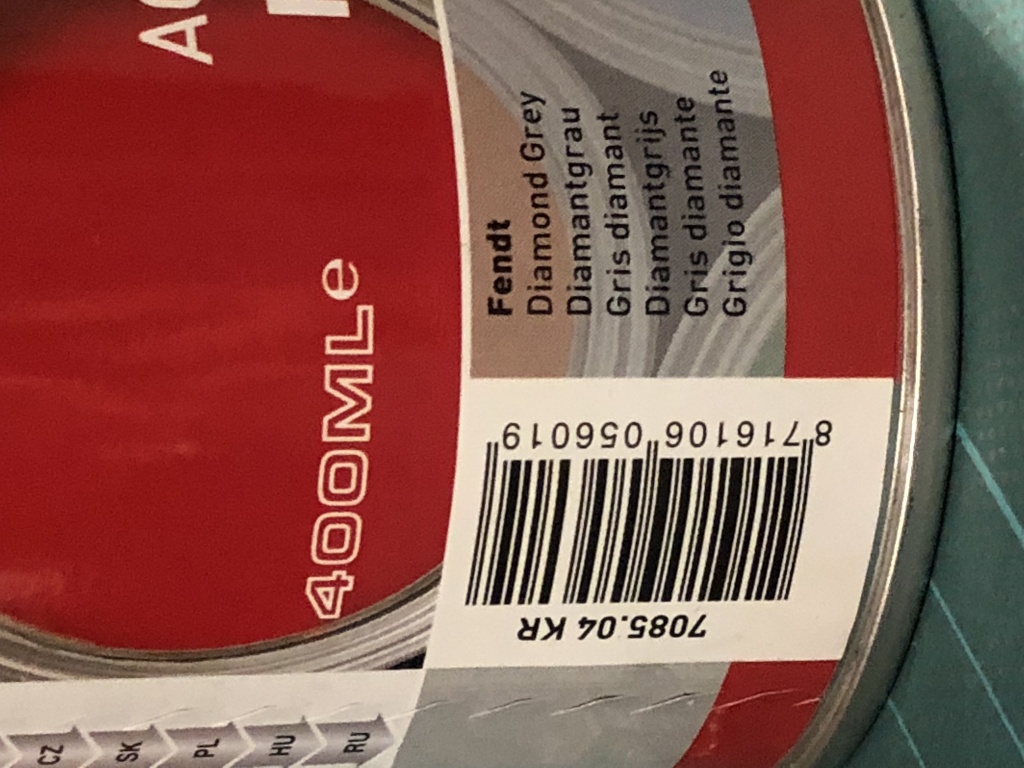 400ML e
Fendt
Diamond Grey
Diamantgrau
Gris diamant
Diamantgrijs
Gris diamante
Grigio diamante
8 716106 056019
7085.04 KR
CZ
SK
PL
HU
RU